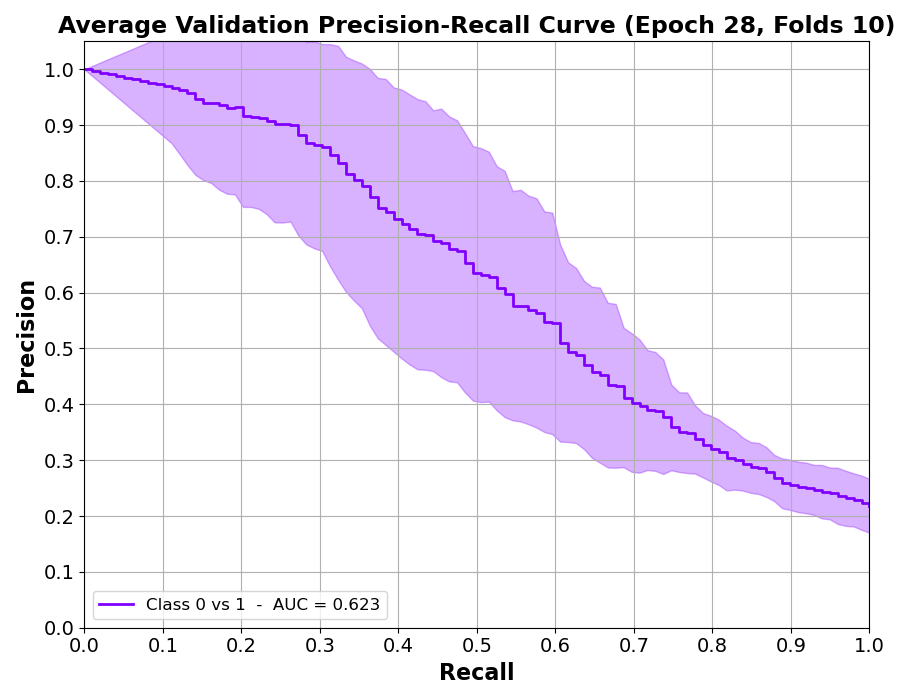 Average Validation Precision-Recall Curve (Epoch 28, Folds 10)
Precision
1.0
0.9
0.8
0.7
0.6
0.5
0.4
0.3
0.2
0.1
0.0
Class 0 vs 1 - AUC = 0.623
0.0 0.1 0.2 0.3 0.4 0.5 0.6 0.7 0.8 0.9 1.0
Recall